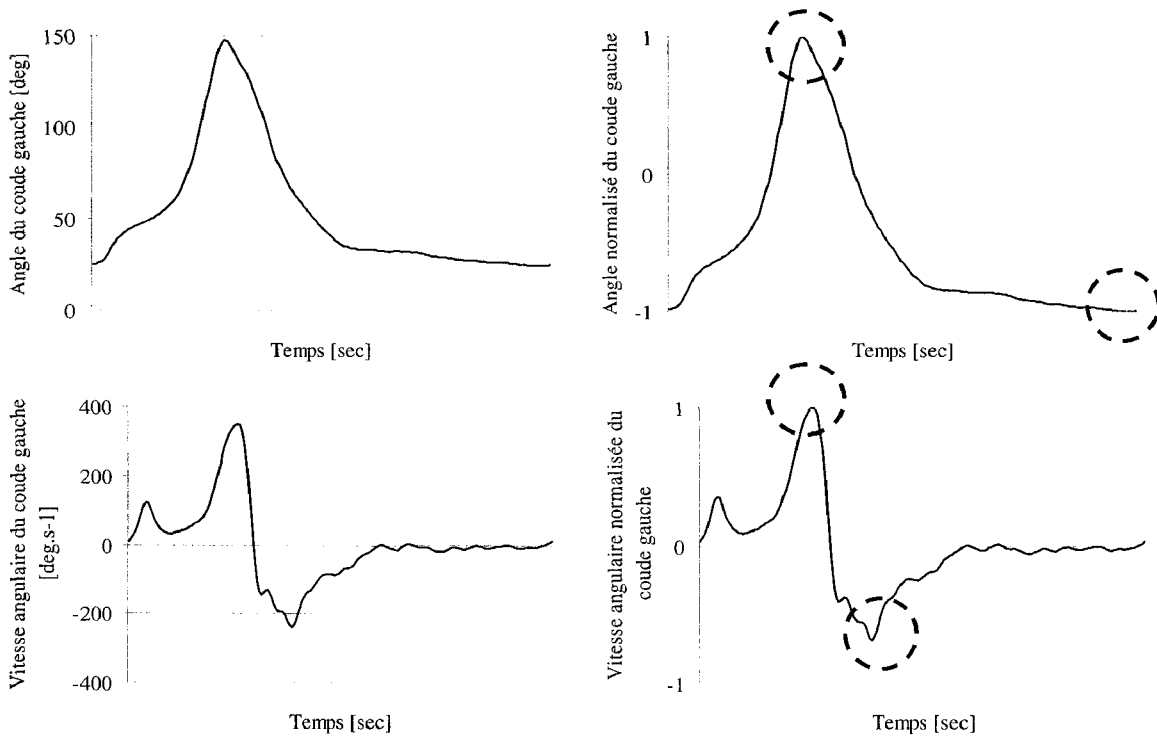 Angle du coude gauche [deg]
150
100
50
0
Temps [sec]
Angle normalisé du coude gauche
1
0
-1
Temps [sec]
Vitesse angulaire du coude gauche
[deg.s-1]
400
200
0
-200
-400
Temps [sec]
Vitesse angulaire normalisée du
coude gauche
1
0
-1
Temps [sec]